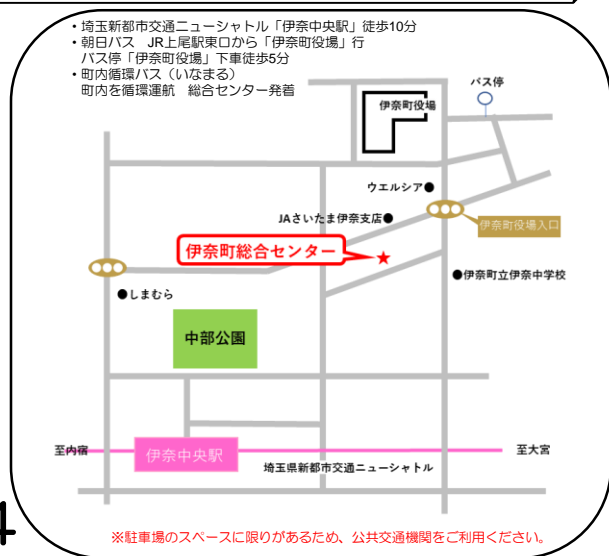 ・埼玉新都市交通ニューシャトル「伊奈中央駅」徒歩10分
・朝日バス　JR上尾駅東口から「伊奈町役場」行
バス停「伊奈町役場」下車徒歩5分
・町内循環バス（いなまる）
町内を循環運航　総合センター発着
バス停
伊奈町役場
ウエルシア●
JAさいたま伊奈支店●
伊奈町役場入口
伊奈町総合センター
★
●伊奈町立伊奈中学校
●しまむら
中部公園
至内宿
伊奈中央駅
至大宮
埼玉県新都市交通ニューシャトル
4
※駐車場のスペースに限りがあるため、公共交通機関をご利用ください。